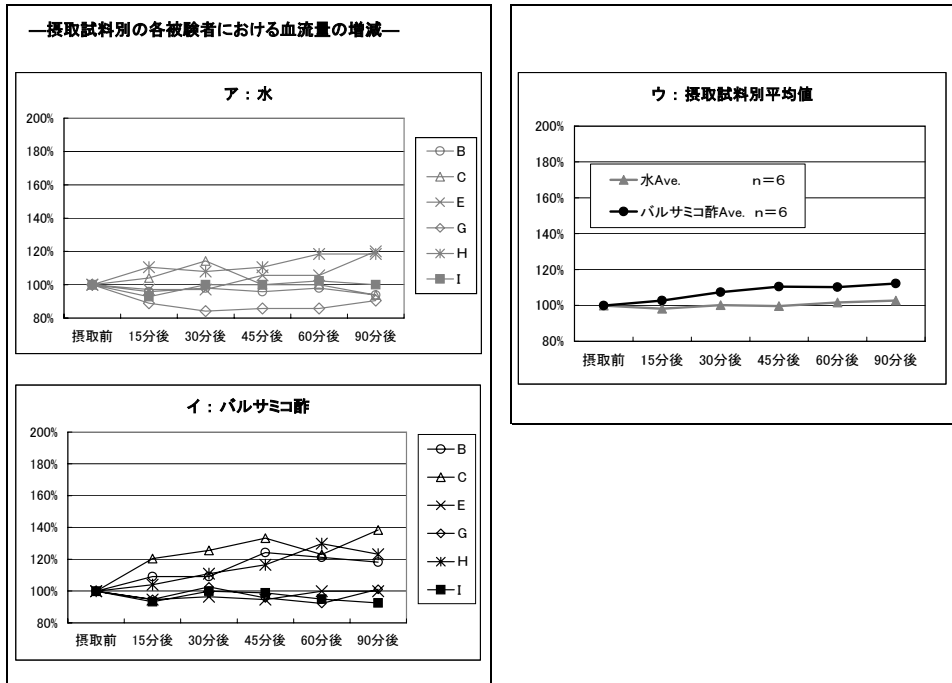 ―摂取試料別の各被験者における血流量の増減―
ア：水
200%
180%
160%
140%
120%
100%
80%
摂取前 15分後 30分後 45分後 60分後 90分後
B
C
E
G
H
I
イ：バルサミコ酢
200%
180%
160%
140%
120%
100%
80%
摂取前 15分後 30分後 45分後 60分後 90分後
B
C
E
G
H
I
ウ：摂取試料別平均値
200%
180%
160%
140%
120%
100%
80%
水Ave. n＝6
バルサミコ酢Ave. n＝6
摂取前 15分後 30分後 45分後 60分後 90分後